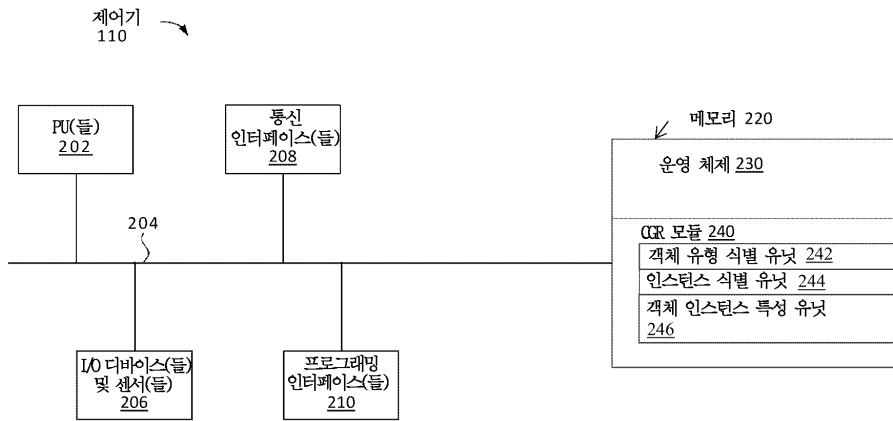 제어기
110
PU(들)
202
통신
인터페이스(들)
208
메모리 220
운영 체제 230
204
CGR 모듈 240
객체 유형 식별 유닛 242
인스턴스 식별 유닛 244
객체 인스턴스 특성 유닛
246
I/O 디바이스(들)
및 센서(들)
206
프로그래밍
인터페이스(들)
210